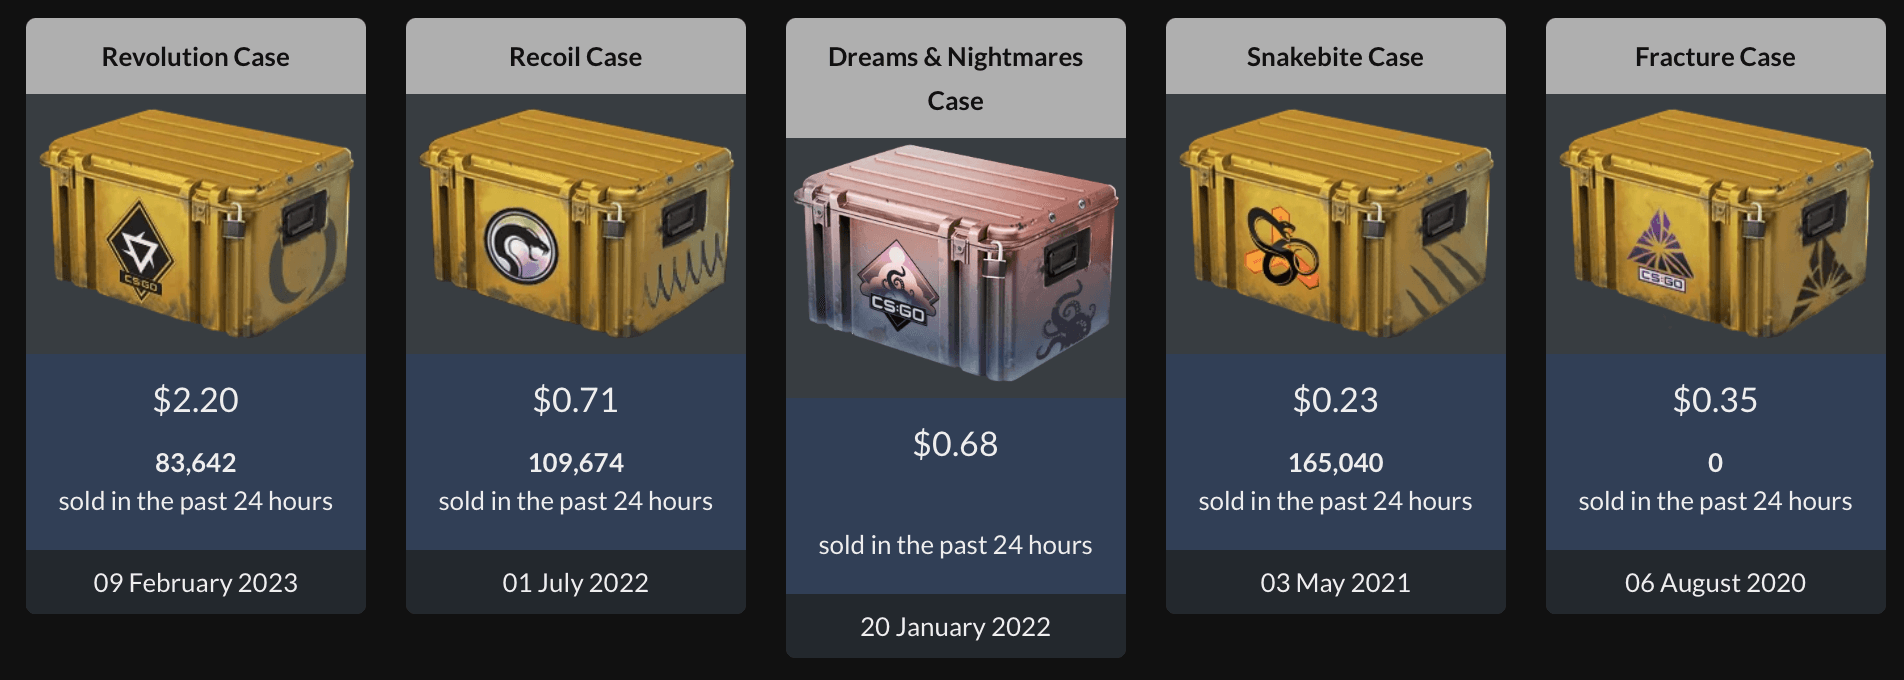 Revolution Case
CS:GO
$2.20
83,642
sold in the past 24 hours
09 February 2023
Recoil Case
$0.71
109,674
sold in the past 24 hours
01 July 2022
Dreams & Nightmares
Case
CS:GO
$0.68
sold in the past 24 hours
20 January 2022
Snakebite Case
$0.23
165,040
sold in the past 24 hours
03 May 2021
Fracture Case
CS:GO
$0.35
0
sold in the past 24 hours
06 August 2020